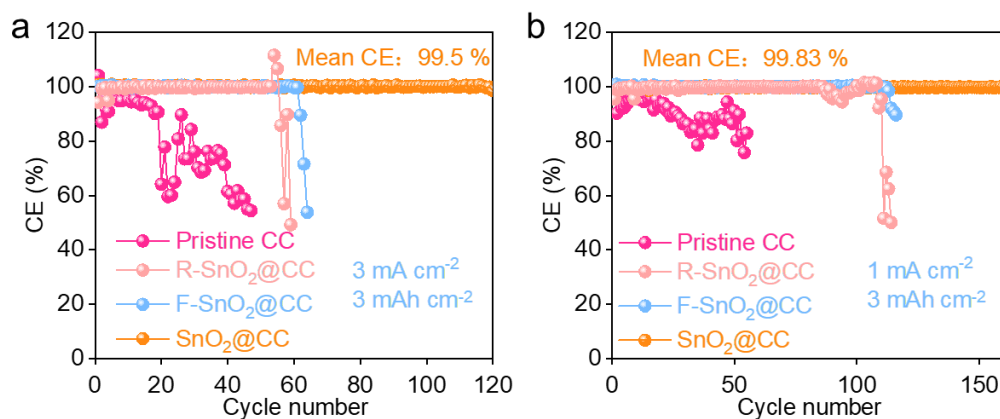 a
120
100
80
60
40
20
0
CE (%)
Mean CE: 99.5 %
Pristine CC
R-SnO₂@CC
F-SnO₂@CC
SnO₂@CC
3 mA cm⁻²
3 mAh cm⁻²
0 20 40 60 80 100 120
Cycle number
b
120
100
80
60
40
20
0
CE (%)
Mean CE: 99.83 %
Pristine CC
R-SnO₂@CC
F-SnO₂@CC
SnO₂@CC
1 mA cm⁻²
3 mAh cm⁻²
0 50 100 150
Cycle number